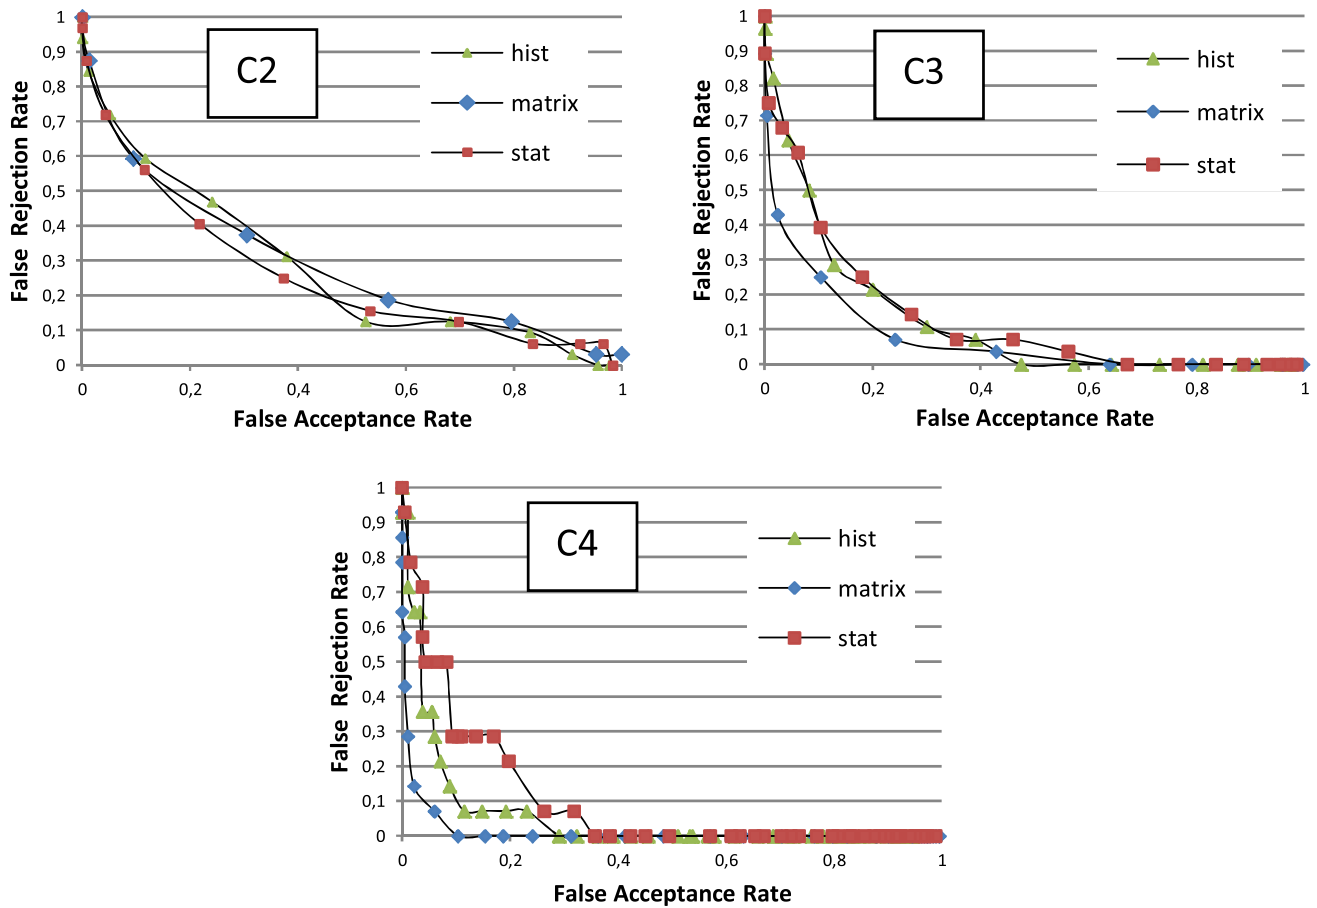 C2
hist
matrix
stat
False Rejection Rate
1
0,9
0,8
0,7
0,6
0,5
0,4
0,3
0,2
0,1
0
0 0,2 0,4 0,6 0,8 1
False Acceptance Rate
C3
hist
matrix
stat
False Rejection Rate
1
0,9
0,8
0,7
0,6
0,5
0,4
0,3
0,2
0,1
0
0 0,2 0,4 0,6 0,8 1
False Acceptance Rate
C4
hist
matrix
stat
False Rejection Rate
1
0,9
0,8
0,7
0,6
0,5
0,4
0,3
0,2
0,1
0
0 0,2 0,4 0,6 0,8 1
False Acceptance Rate